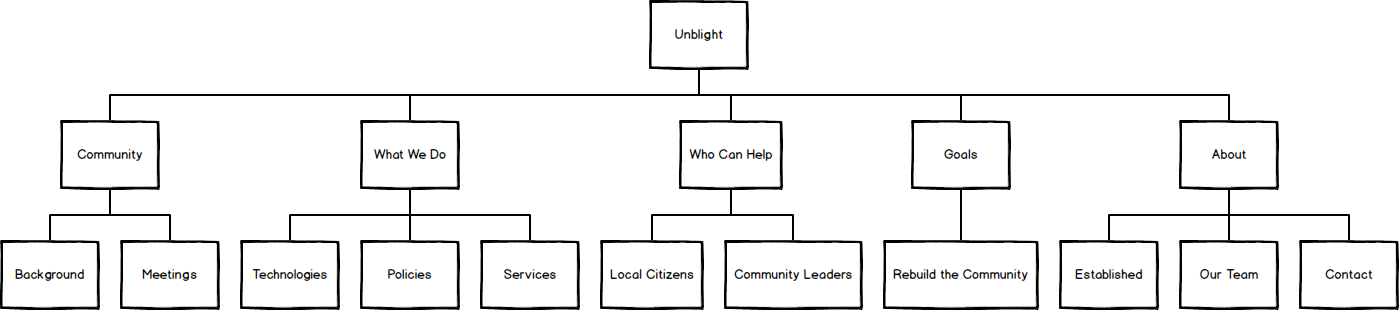 Unblight
Community
What We Do
Who Can Help
Goals
About
Background
Meetings
Technologies
Policies
Services
Local Citizens
Community Leaders
Rebuild the Community
Established
Our Team
Contact